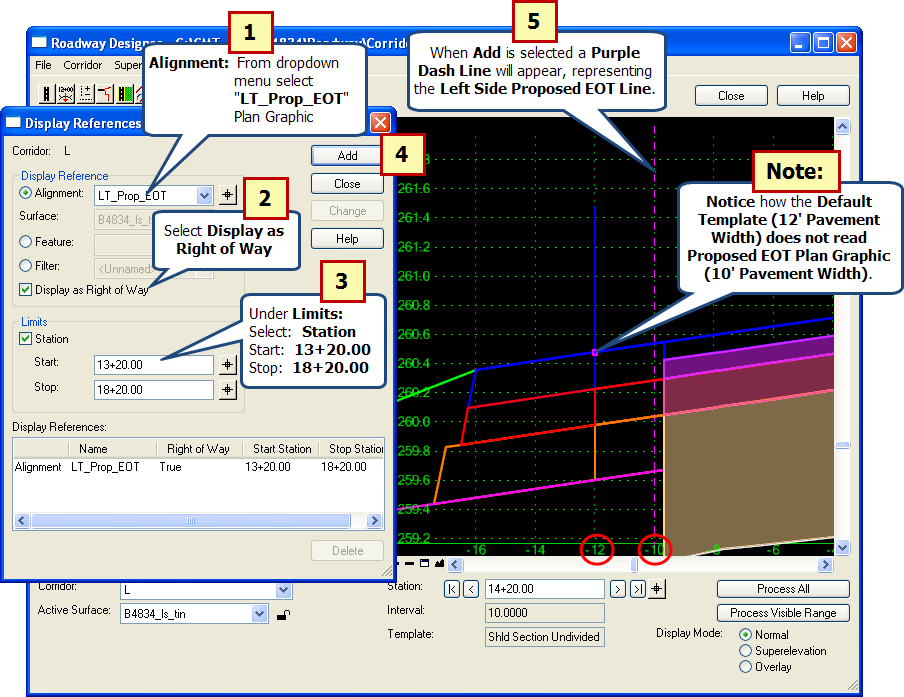 1
Alignment: From dropdown
menu select
"LT_Prop_EOT"
Plan Graphic
5
When Add is selected a Purple
Dash Line will appear, representing
the Left Side Proposed EOT Line.
Roadway Designer
File Corridor
Close Help
Display References
Corridor: L
Display Reference
Alignment: LT_Prop_EOT
Surface: B4834_ls_
Feature:
Filter: <Unnamed>
Display as Right of Way
Add
Close
Change
Help
4
2
Select Display as
Right of Way
3
Under Limits:
Select: Station
Start: 13+20.00
Stop: 18+20.00
Limits
Station
Start: 13+20.00
Stop: 18+20.00
Display References:
Name Right of Way Start Station Stop Station
Alignment LT_Prop_EOT True 13+20.00 18+20.00
Delete
Note:
Notice how the Default
Template (12' Pavement
Width) does not read
Proposed EOT Plan Graphic
(10' Pavement Width).
261.6
261.4
261.2
261.0
260.8
260.6
260.4
260.2
260.0
259.8
259.6
259.4
259.2
-16 -14 -12 -10 -8 -6 -4
Corridor: L
Active Surface: B4834_ls_tin
Station: 14+20.00
Interval: 10.0000
Template: Shld Section Undivided
Process All
Process Visible Range
Display Mode: Normal
Superelevation
Overlay